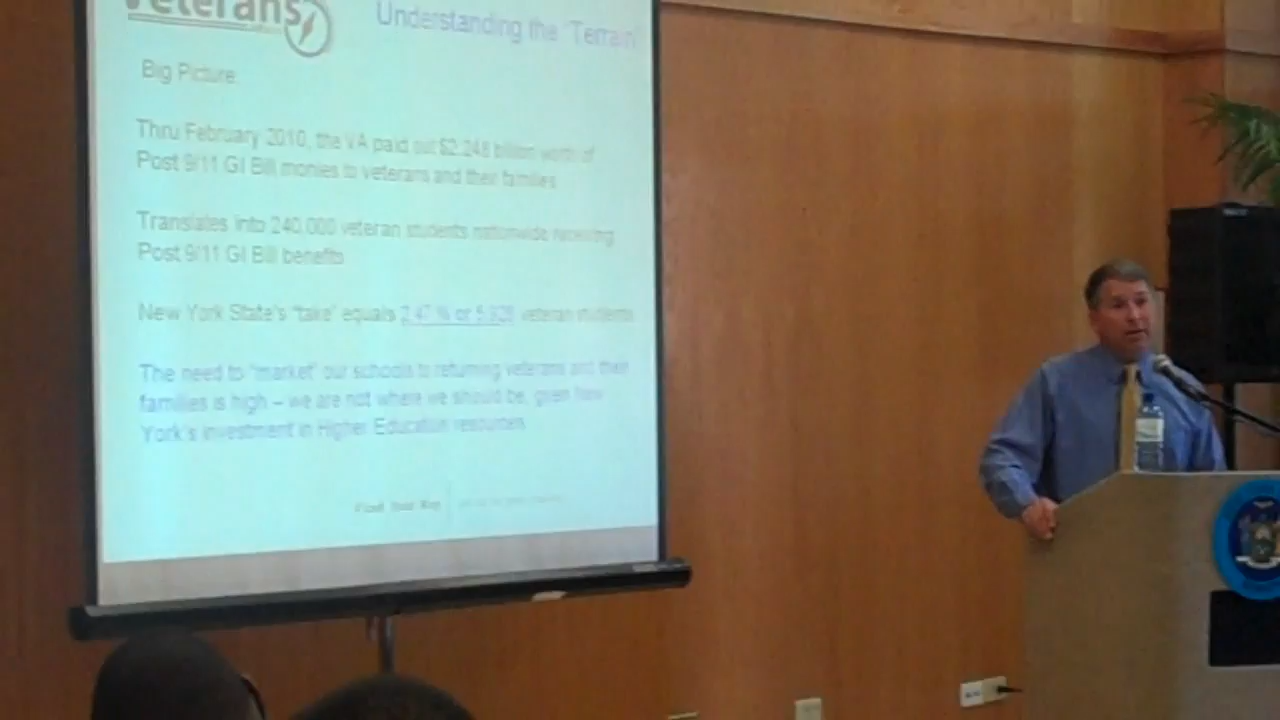 Veterans
Understanding the "Terrain"
Big Picture:
Thru February 2010, the VA paid out $2.248 billion worth of
Post 9/11 GI Bill monies to veterans and their families
Translates into 240,000 veteran students nationwide receiving
Post 9/11 GI Bill benefits
New York State's "take" equals 2.47 % or 5,928 veteran students
The need to "market" our schools to returning veterans and their
families is high – we are not where we should be, given New
York's investment in Higher Education resources